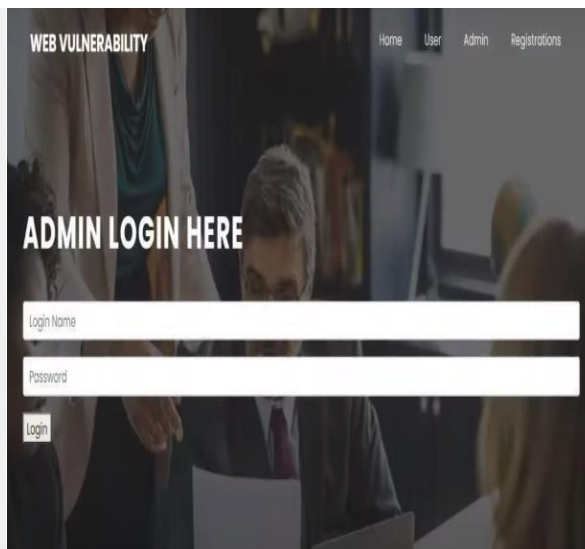 WEB VULNERABILITY
Home User Admin Registrations
ADMIN LOGIN HERE
Login Name
Password
Login